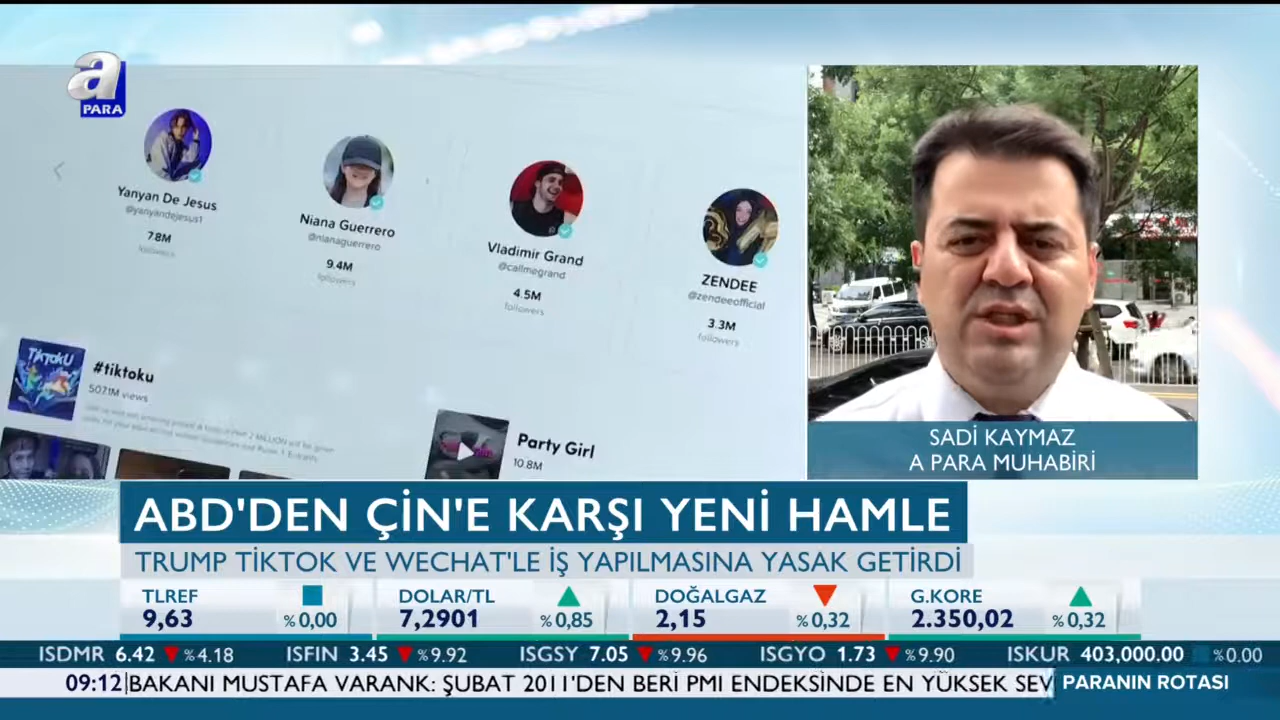 a
PARA
Yanyan De Jesus
@yanyandejesus1
7.8M
followers
Niana Guerrero
@nianaguerrero
9.4M
followers
Vladimir Grand
@callmegrand
4.5M
followers
ZENDEE
@zendeeofficial
3.3M
followers
TikTokU
#tiktoku
507.1M views
Party Girl
10.8M
SADİ KAYMAZ
A PARA MUHABİRİ
ABD'DEN ÇİN'E KARŞI YENİ HAMLE
TRUMP TİKTOK VE WECHAT'LE İŞ YAPILMASINA YASAK GETİRDİ
TLREF
9,63 %0,00
DOLAR/TL
7,2901 %0,85
DOĞALGAZ
2,15 %0,32
G.KORE
2.350,02 %0,32
ISDMR 6.42 %4.18 ISFIN 3.45 %9.92 ISGSY 7.05 %9.96 ISGYO 1.73 %9.90 ISKUR 403,000.00 %0.00
09:12 BAKANI MUSTAFA VARANK: ŞUBAT 2011'DEN BERİ PMI ENDEKSİNDE EN YÜKSEK SEV PARANIN ROTASI